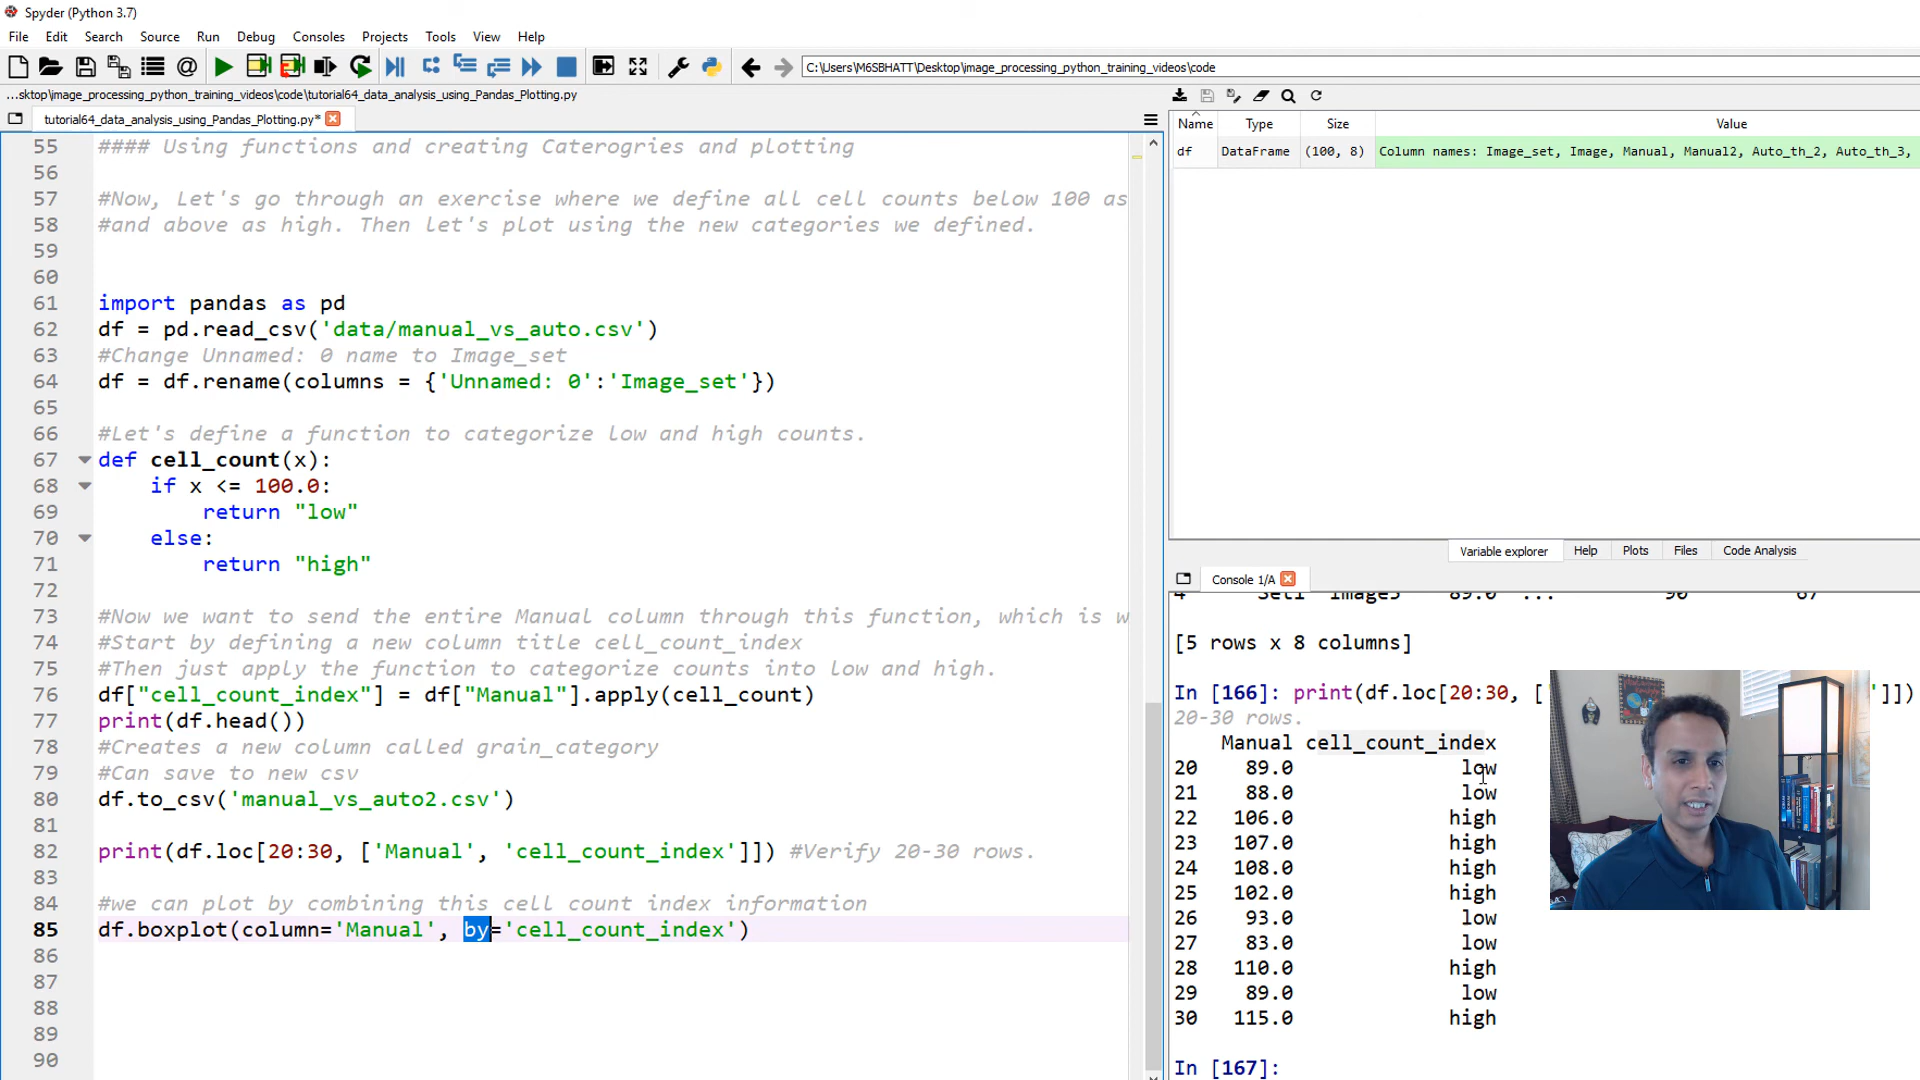 Spyder (Python 3.7)
File Edit Search Source Run Debug Consoles Projects Tools View Help
C:\Users\M6SBHATT\Desktop\image_processing_python_training_videos\code
...sktop\image_processing_python_training_videos\code\tutorial64_data_analysis_using_Pandas_Plotting.py
tutorial64_data_analysis_using_Pandas_Plotting.py*
55 #### Using functions and creating Caterogries and plotting
56
57 #Now, Let's go through an exercise where we define all cell counts below 100 as
58 #and above as high. Then let's plot using the new categories we defined.
59
60
61 import pandas as pd
62 df = pd.read_csv('data/manual_vs_auto.csv')
63 #Change Unnamed: 0 name to Image_set
64 df = df.rename(columns = {'Unnamed: 0':'Image_set'})
65
66 #Let's define a function to categorize low and high counts.
67 def cell_count(x):
68 if x <= 100.0:
69 return "low"
70 else:
71 return "high"
72
73 #Now we want to send the entire Manual column through this function, which is w
74 #Start by defining a new column title cell_count_index
75 #Then just apply the function to categorize counts into low and high.
76 df["cell_count_index"] = df["Manual"].apply(cell_count)
77 print(df.head())
78 #Creates a new column called grain_category
79 #Can save to new csv
80 df.to_csv('manual_vs_auto2.csv')
81
82 print(df.loc[20:30, ['Manual', 'cell_count_index']]) #Verify 20-30 rows.
83
84 #we can plot by combining this cell count index information
85 df.boxplot(column='Manual', by='cell_count_index')
86
87
88
89
90
Name Type Size Value
df DataFrame (100, 8) Column names: Image_set, Image, Manual, Manual2, Auto_th_2, Auto_th_3,
Variable explorer Help Plots Files Code Analysis
Console 1/A
4 Set1 Image5 89.0 ... 90 67
[5 rows x 8 columns]
In [166]: print(df.loc[20:30, [' ']])
20-30 rows.
Manual cell_count_index
20 89.0 low
21 88.0 low
22 106.0 high
23 107.0 high
24 108.0 high
25 102.0 high
26 93.0 low
27 83.0 low
28 110.0 high
29 89.0 low
30 115.0 high
In [167]: